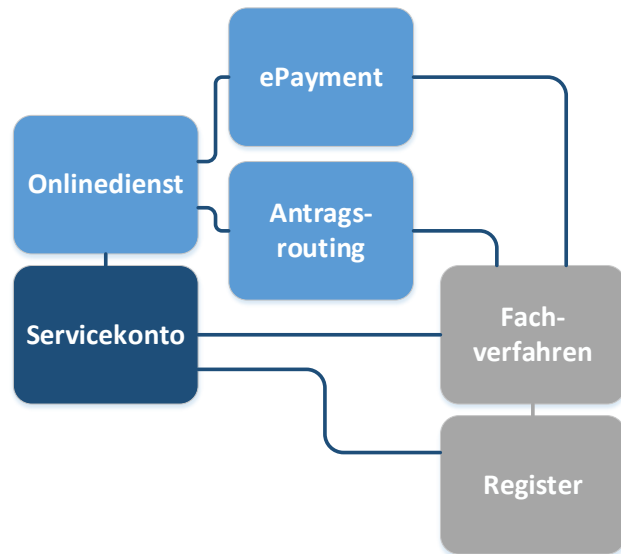 ePayment
Onlinedienst
Antrags-
routing
Servicekonto
Fach-
verfahren
Register